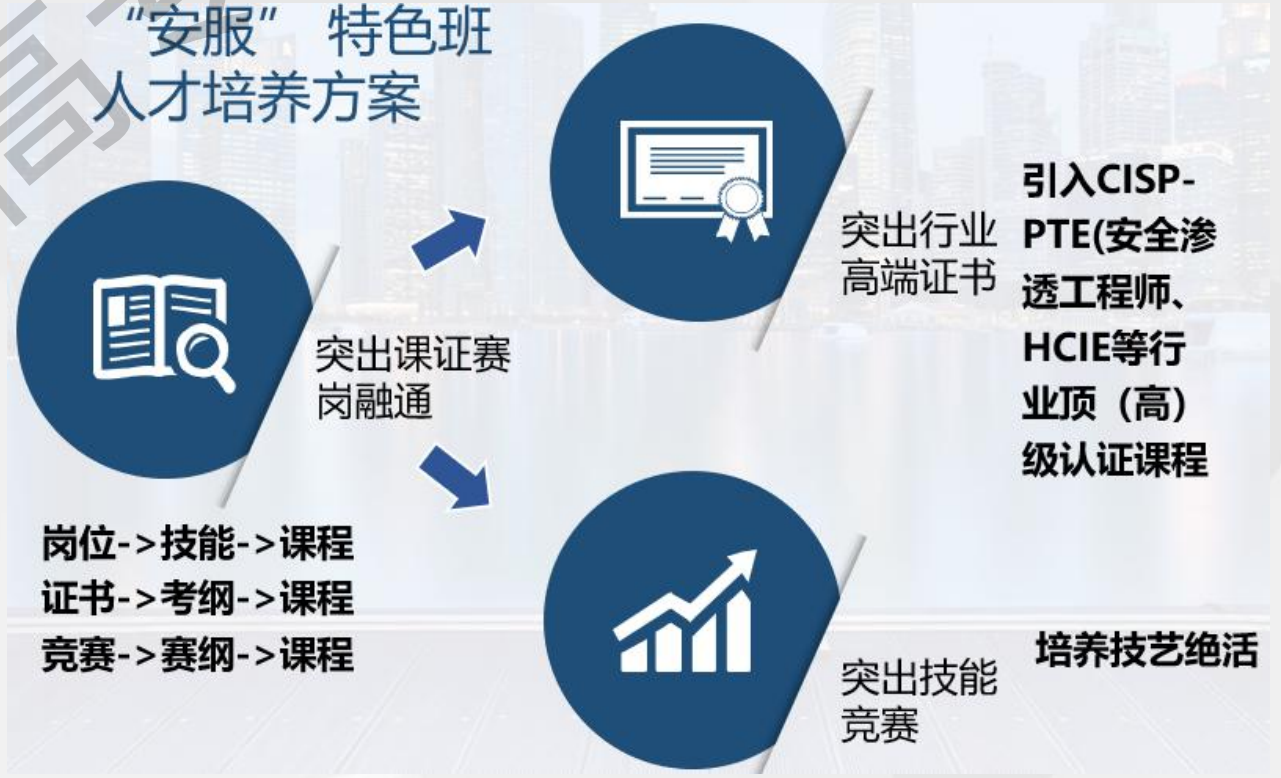 “安服” 特色班
人才培养方案
突出课证赛
岗融通
岗位->技能->课程
证书->考纲->课程
竞赛->赛纲->课程
突出行业
高端证书
引入CISP-
PTE(安全渗
透工程师、
HCIE等行
业顶（高）
级认证课程
突出技能
竞赛
培养技艺绝活